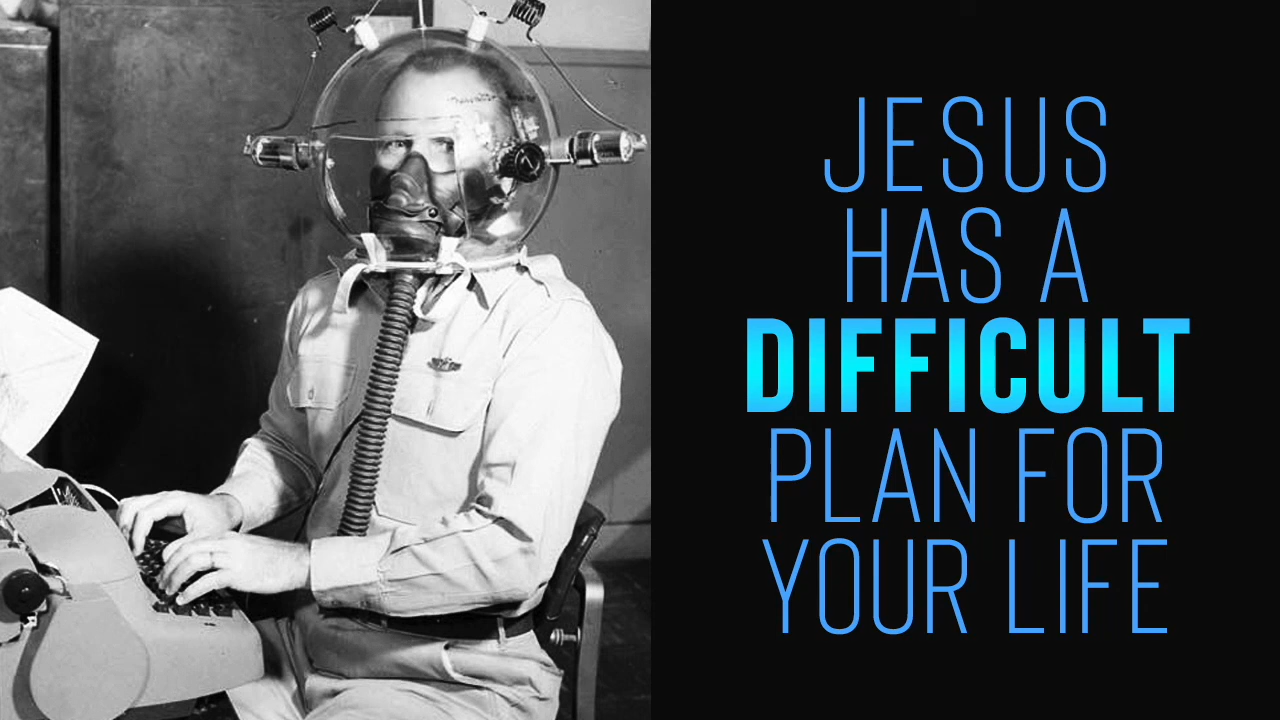 JESUS
HAS A
DIFFICULT
PLAN FOR
YOUR LIFE